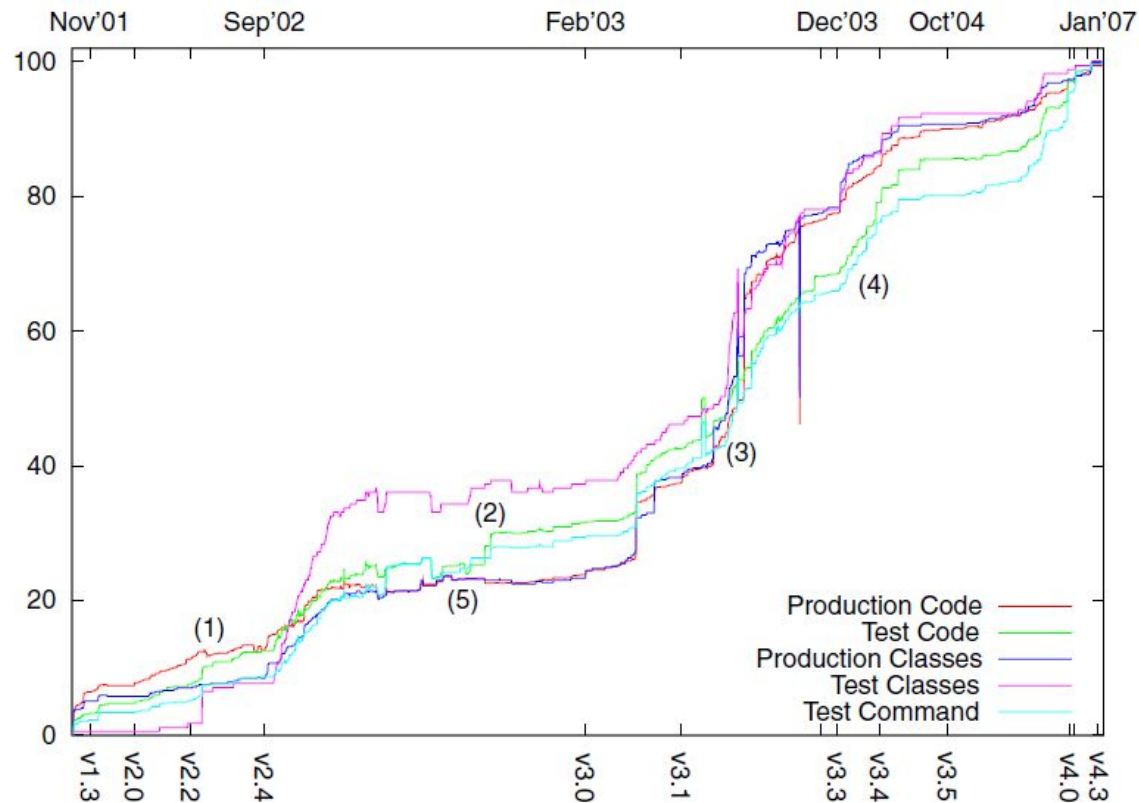 Nov'01 Sep'02 Feb'03 Dec'03 Oct'04 Jan'07
100
80
60
40
20
0
(1)
(2)
(3)
(4)
(5)
Production Code
Test Code
Production Classes
Test Classes
Test Command
v1.3 v2.0 v2.2 v2.4 v3.0 v3.1 v3.3 v3.4 v3.5 v4.0 v4.3